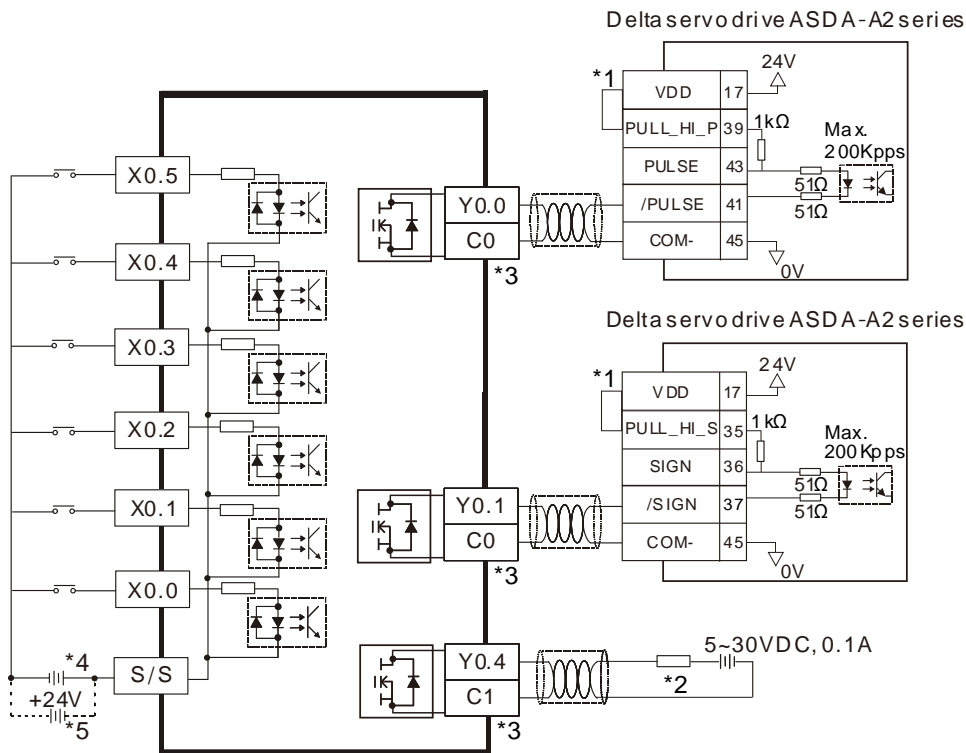 Delta servo drive ASDA-A2 series
24V
*1
VDD 17
PULL_HI_P 39
1kΩ
PULSE 43
Max.
200Kpps
51Ω
/PULSE 41
51Ω
COM- 45
0V
X0.5
X0.4
X0.3
X0.2
X0.1
X0.0
S/S
*4
+24V
*5
Y0.0
C0
*3
Delta servo drive ASDA-A2 series
24V
*1
VDD 17
PULL_HI_S 35
1kΩ
SIGN 36
Max.
200Kpps
51Ω
/SIGN 37
51Ω
COM- 45
0V
Y0.1
C0
*3
Y0.4
C1
*3
*2
5~30VDC, 0.1A